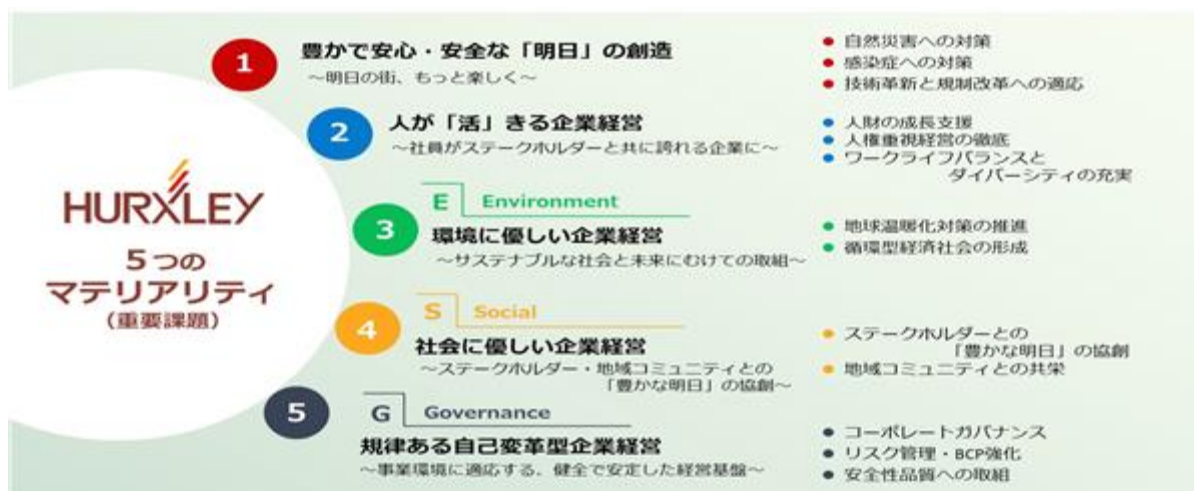 HURXLEY
5つの
マテリアリティ
(重要課題)
1
豊かで安心・安全な「明日」の創造
～明日の街、もっと楽しく～
● 自然災害への対策
● 感染症への対策
● 技術革新と規制改革への適応
2
人が「活」きる企業経営
～社員がステークホルダーと共に誇れる企業に～
● 人財の成長支援
● 人権重視経営の徹底
● ワークライフバランスと
ダイバーシティの充実
3
E Environment
環境に優しい企業経営
～サステナブルな社会と未来にむけての取組～
● 地球温暖化対策の推進
● 循環型経済社会の形成
4
S Social
社会に優しい企業経営
～ステークホルダー・地域コミュニティとの
「豊かな明日」の協創～
● ステークホルダーとの
「豊かな明日」の協創
● 地域コミュニティとの共栄
5
G Governance
規律ある自己変革型企業経営
～事業環境に適応する、健全で安定した経営基盤～
● コーポレートガバナンス
● リスク管理・BCP強化
● 安全性品質への取組